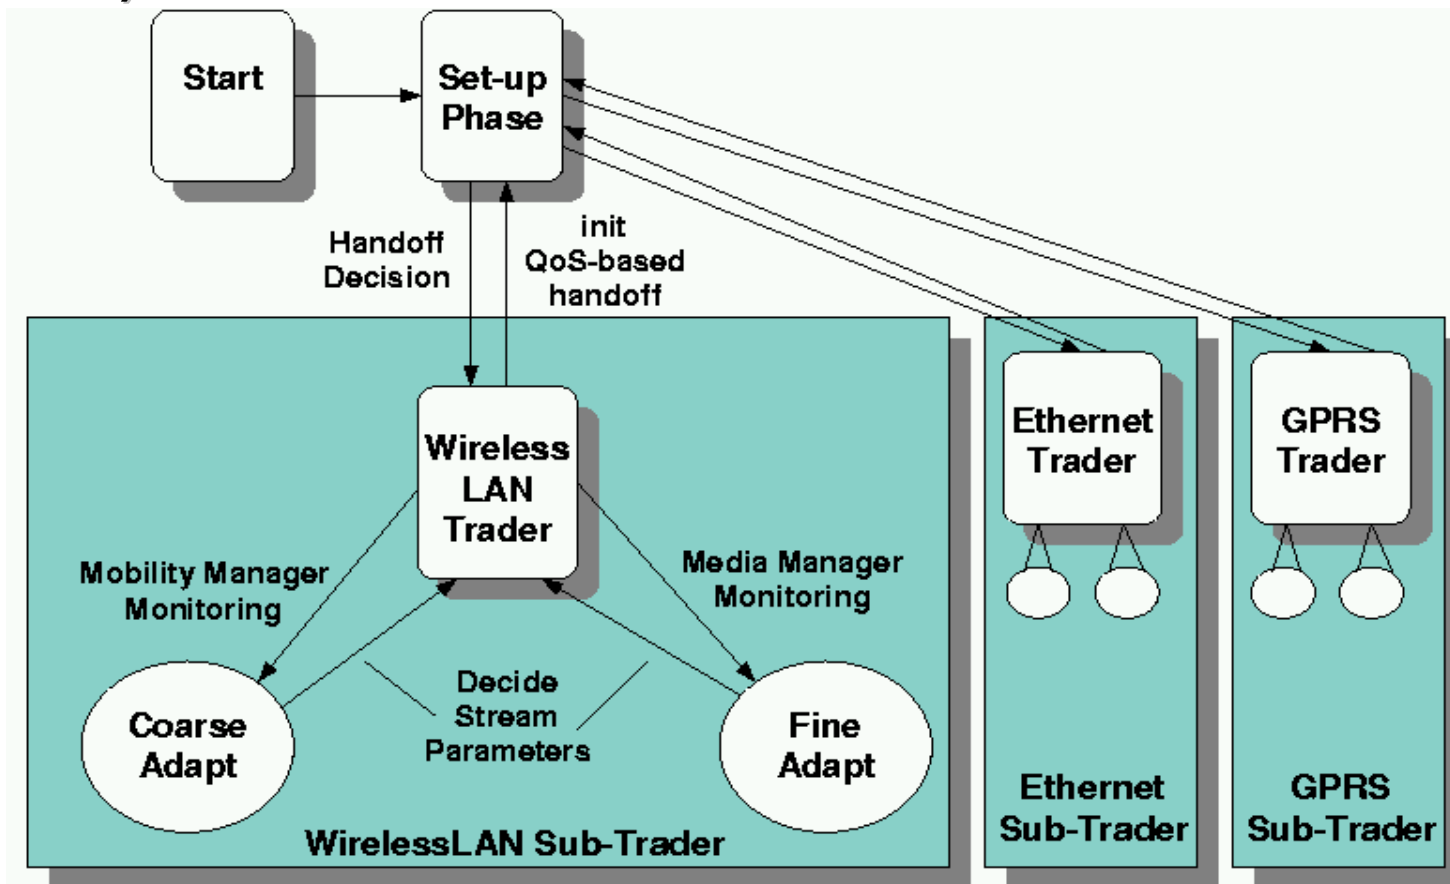 Start
Set-up
Phase
Handoff
Decision
init
QoS-based
handoff
Wireless
LAN
Trader
Mobility Manager
Monitoring
Media Manager
Monitoring
Decide
Stream
Parameters
Coarse
Adapt
Fine
Adapt
WirelessLAN Sub-Trader
Ethernet
Trader
Ethernet
Sub-Trader
GPRS
Trader
GPRS
Sub-Trader